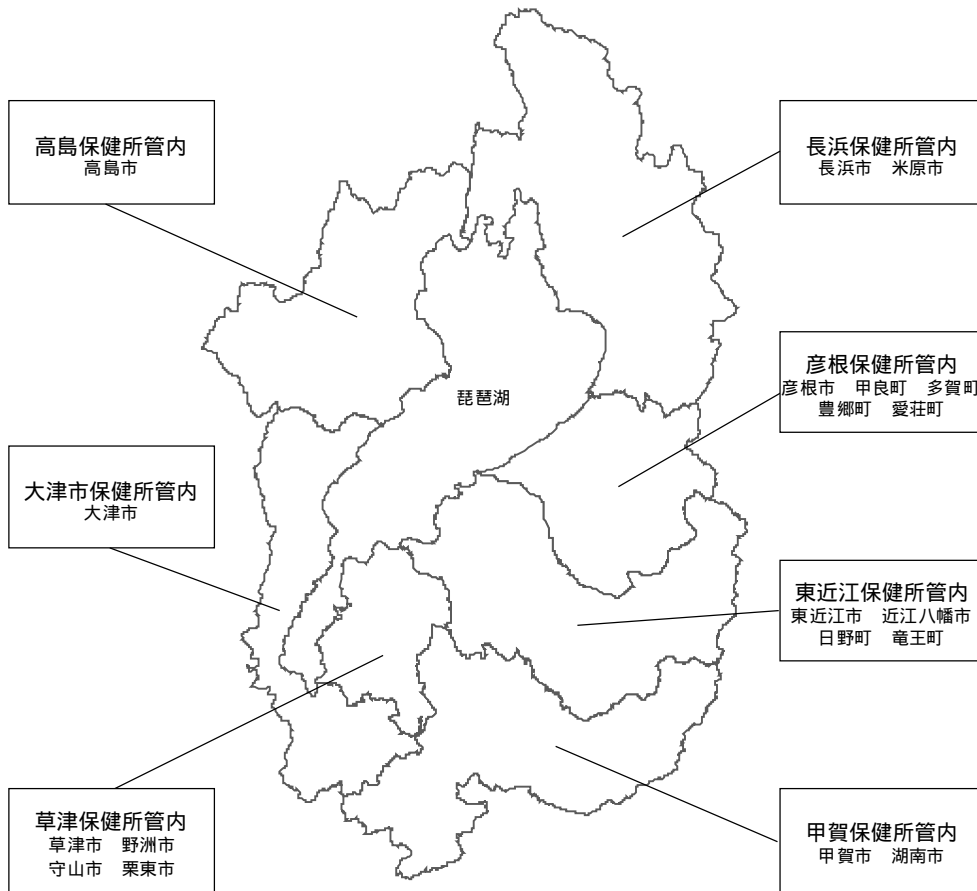 高島保健所管内
高島市
長浜保健所管内
長浜市　米原市
彦根保健所管内
彦根市　甲良町　多賀町
豊郷町　愛荘町
琵琶湖
大津市保健所管内
大津市
東近江保健所管内
東近江市　近江八幡市
日野町　竜王町
草津保健所管内
草津市　野洲市
守山市　栗東市
甲賀保健所管内
甲賀市　湖南市